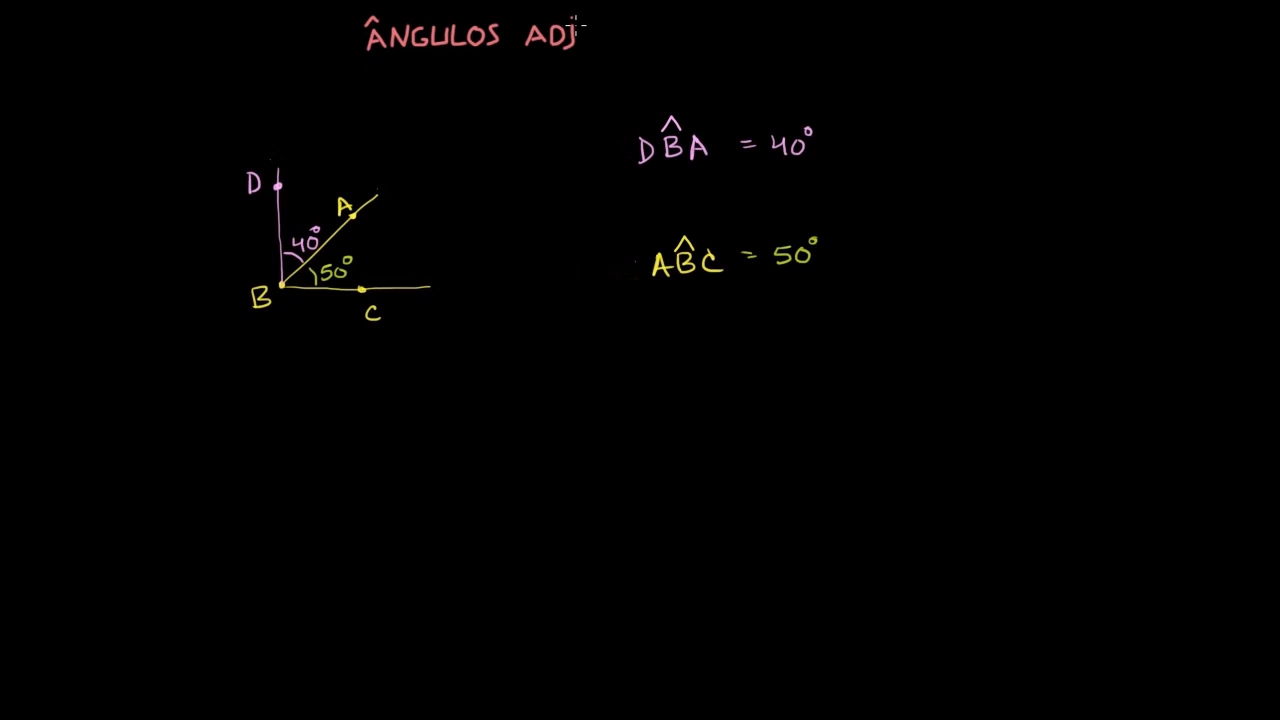 ÂNGULOS ADJ
DB̂A = 40°
D
A
40°
AB̂C = 50°
50°
B
C